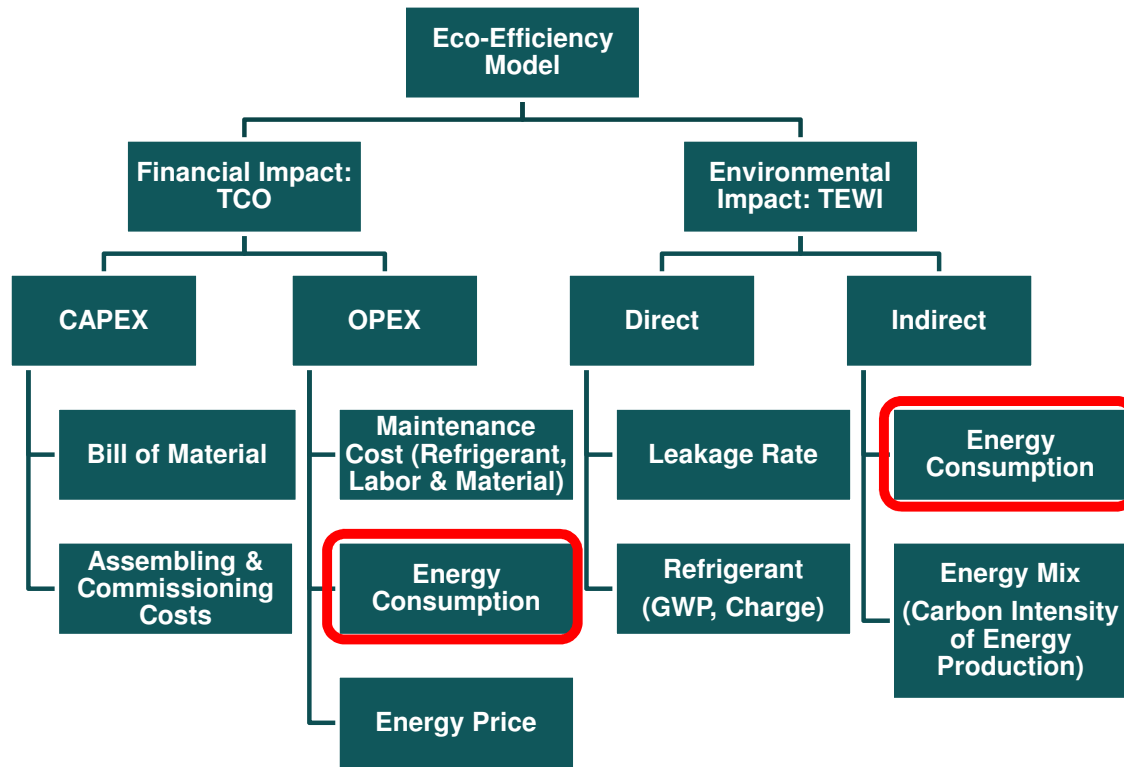 Eco-Efficiency
Model
Financial Impact:
TCO
Environmental
Impact: TEWI
CAPEX
OPEX
Direct
Indirect
Bill of Material
Maintenance
Cost (Refrigerant,
Labor & Material)
Leakage Rate
Energy
Consumption
Assembling &
Commissioning
Costs
Energy
Consumption
Refrigerant
(GWP, Charge)
Energy Mix
(Carbon Intensity
of Energy
Production)
Energy Price